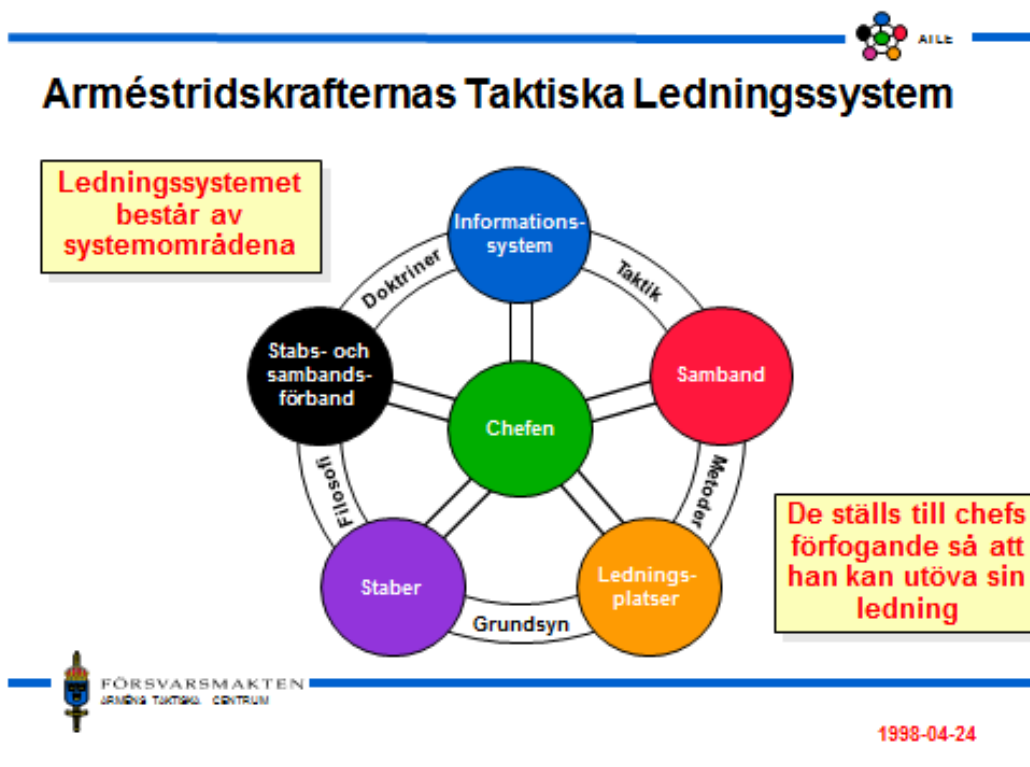 ATLE
Arméstridskrafternas Taktiska Ledningssystem
Ledningssystemet
består av
systemområdena
Informations-
system
Doktriner
Taktik
Stabs- och
sambands-
förband
Samband
Chefen
Filosofi
Metoder
Staber
Lednings-
platser
Grundsyn
De ställs till chefs
förfogande så att
han kan utöva sin
ledning
FÖRSVARSMAKTEN
ARMÉNS TAKTISKA CENTRUM
1998-04-24